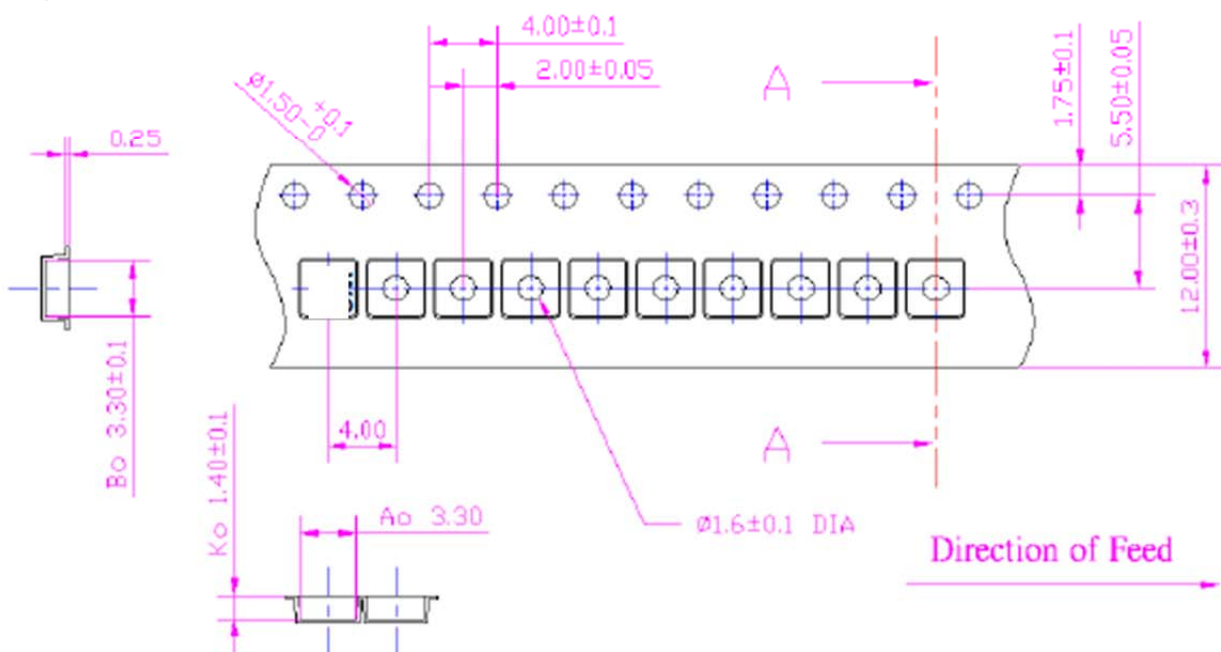 4.00±0.1
2.00±0.05
Ø1.50 +0.1 -0
A
1.75±0.1
5.50±0.05
0.25
12.00±0.3
Bo 3.30±0.1
4.00
A
Ko 1.40±0.1
Ao 3.30
Ø1.6±0.1 DIA
Direction of Feed